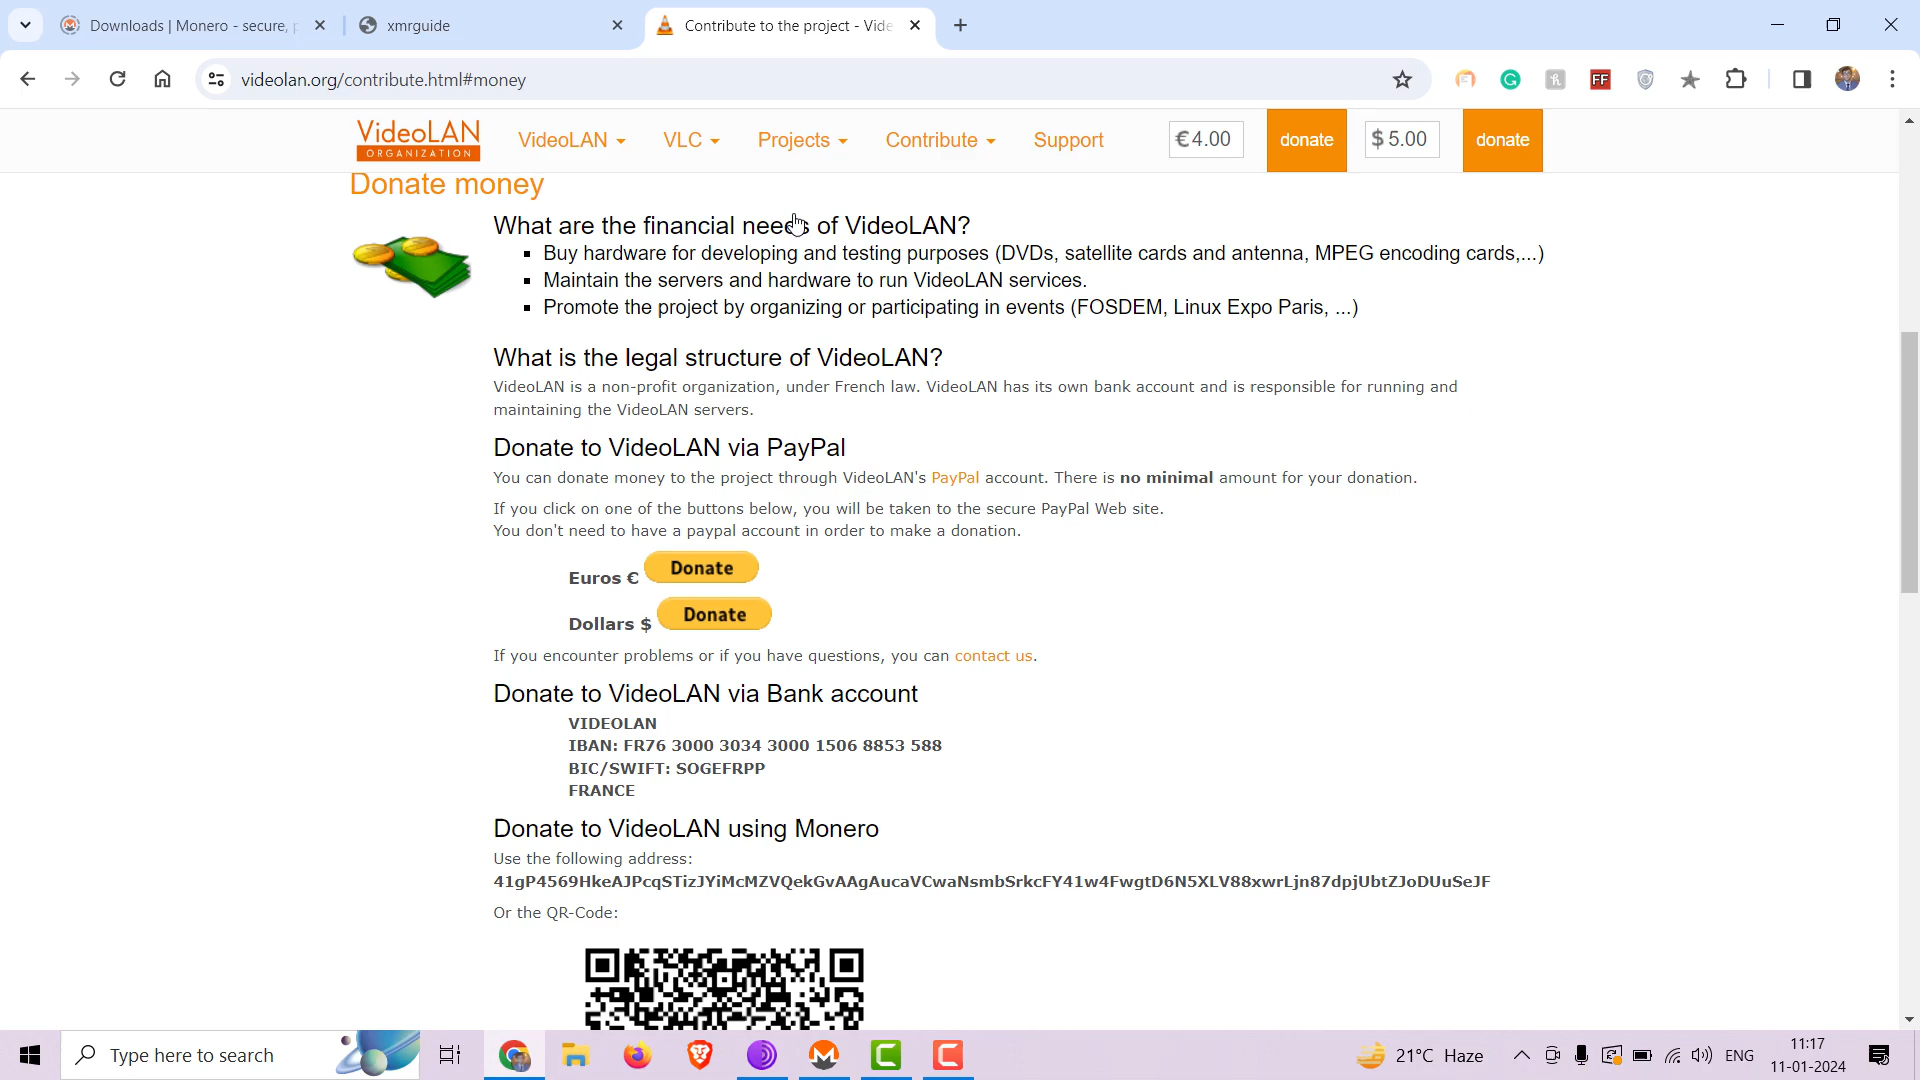 Downloads | Monero - secure, p
xmrguide
Contribute to the project - Vide
videolan.org/contribute.html#money
VideoLAN
ORGANIZATION
VideoLAN
VLC
Projects
Contribute
Support
€4.00
donate
$ 5.00
donate
Donate money
What are the financial needs of VideoLAN?
Buy hardware for developing and testing purposes (DVDs, satellite cards and antenna, MPEG encoding cards,...)
Maintain the servers and hardware to run VideoLAN services.
Promote the project by organizing or participating in events (FOSDEM, Linux Expo Paris, ...)
What is the legal structure of VideoLAN?
VideoLAN is a non-profit organization, under French law. VideoLAN has its own bank account and is responsible for running and
maintaining the VideoLAN servers.
Donate to VideoLAN via PayPal
You can donate money to the project through VideoLAN's PayPal account. There is no minimal amount for your donation.
If you click on one of the buttons below, you will be taken to the secure PayPal Web site.
You don't need to have a paypal account in order to make a donation.
Euros € Donate
Dollars $ Donate
If you encounter problems or if you have questions, you can contact us.
Donate to VideoLAN via Bank account
VIDEOLAN
IBAN: FR76 3000 3034 3000 1506 8853 588
BIC/SWIFT: SOGEFRPP
FRANCE
Donate to VideoLAN using Monero
Use the following address:
41gP4569HkeAJPcqSTizJYiMcMZVQekGvAAgAucaVCwaNsmbSrkcFY41w4FwgtD6N5XLV88xwrLjn87dpjUbtZJoDUuSeJF
Or the QR-Code:
Type here to search
21°C Haze
ENG
11:17
11-01-2024
FF